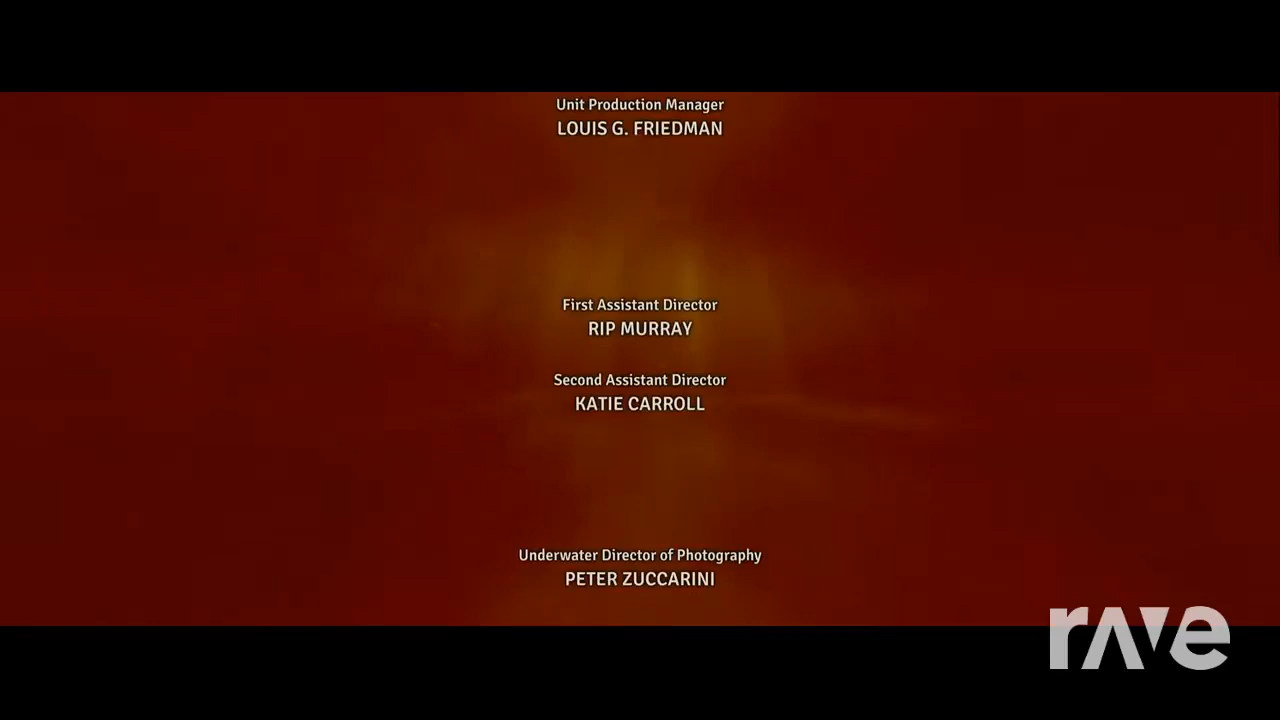 Unit Production Manager
LOUIS G. FRIEDMAN
First Assistant Director
RIP MURRAY
Second Assistant Director
KATIE CARROLL
Underwater Director of Photography
PETER ZUCCARINI
rave